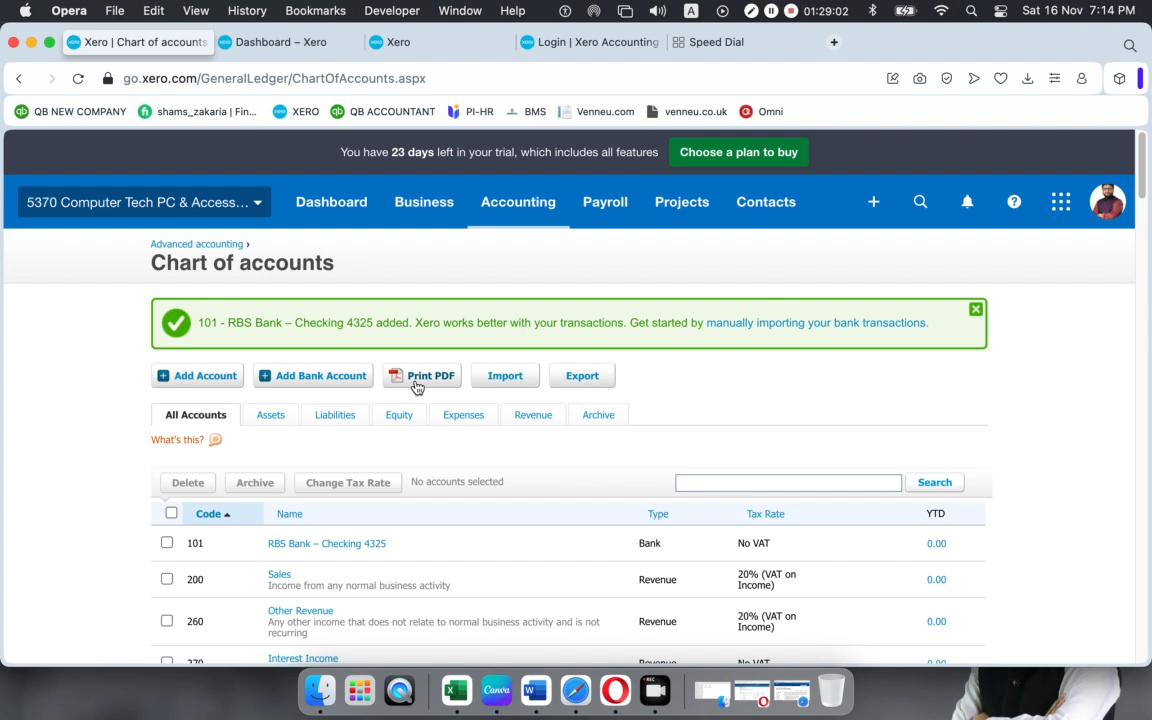 Opera File Edit View History Bookmarks Developer Window Help A REC 01:29:02 Sat 16 Nov 7:14 PM
Xero | Chart of accounts Dashboard – Xero Xero Login | Xero Accounting Speed Dial +
go.xero.com/GeneralLedger/ChartOfAccounts.aspx
QB NEW COMPANY shams_zakaria | Fin... XERO QB ACCOUNTANT PI-HR BMS Venneu.com venneu.co.uk Omni
You have 23 days left in your trial, which includes all features Choose a plan to buy
5370 Computer Tech PC & Access... Dashboard Business Accounting Payroll Projects Contacts
Advanced accounting ›
Chart of accounts
101 - RBS Bank – Checking 4325 added. Xero works better with your transactions. Get started by manually importing your bank transactions.
Add Account Add Bank Account Print PDF Import Export
All Accounts Assets Liabilities Equity Expenses Revenue Archive
What's this?
Delete Archive Change Tax Rate No accounts selected Search
Code Name Type Tax Rate YTD
101 RBS Bank – Checking 4325 Bank No VAT 0.00
200 Sales Revenue 20% (VAT on Income) 0.00
Income from any normal business activity
260 Other Revenue Revenue 20% (VAT on Income) 0.00
Any other income that does not relate to normal business activity and is not recurring
270 Interest Income Revenue No VAT 0.00